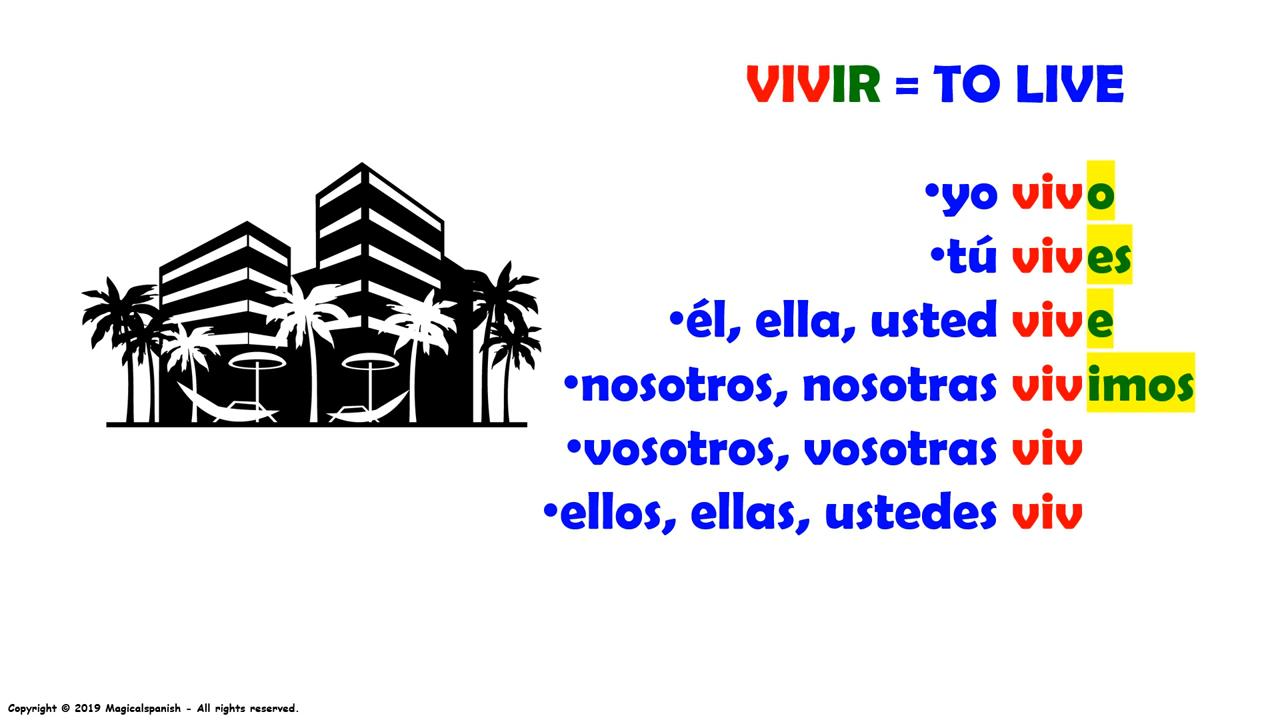 VIVIR = TO LIVE
•yo vivo
•tú vives
•él, ella, usted vive
•nosotros, nosotras vivimos
•vosotros, vosotras viv
•ellos, ellas, ustedes viv
Copyright © 2019 Magicalspanish - All rights reserved.